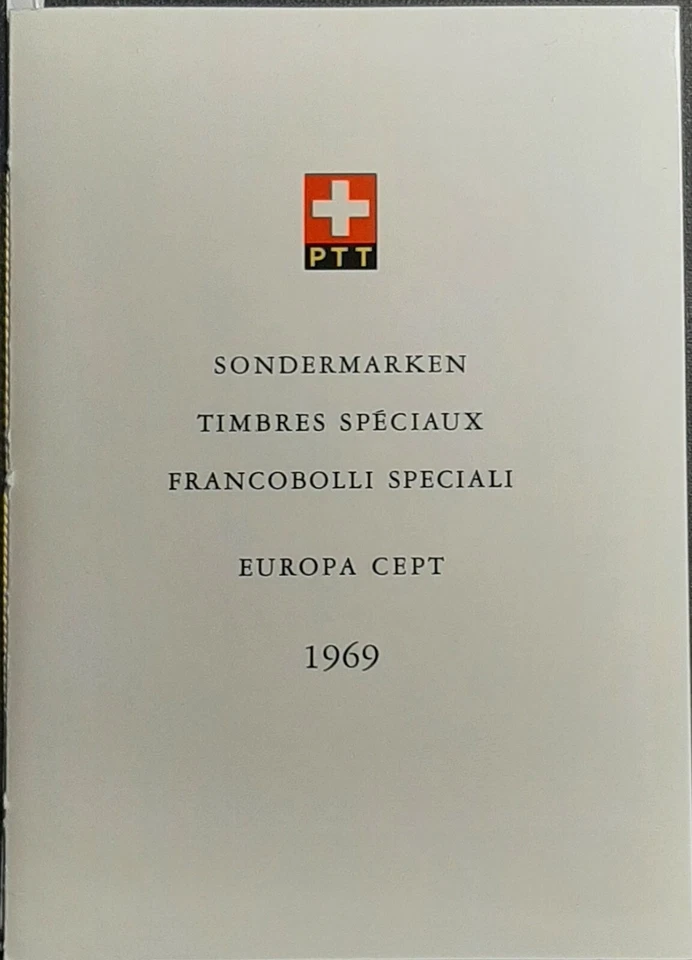 PTT
SONDERMARKEN
TIMBRES SPÉCIAUX
FRANCOBOLLI SPECIALI
EUROPA CEPT
1969